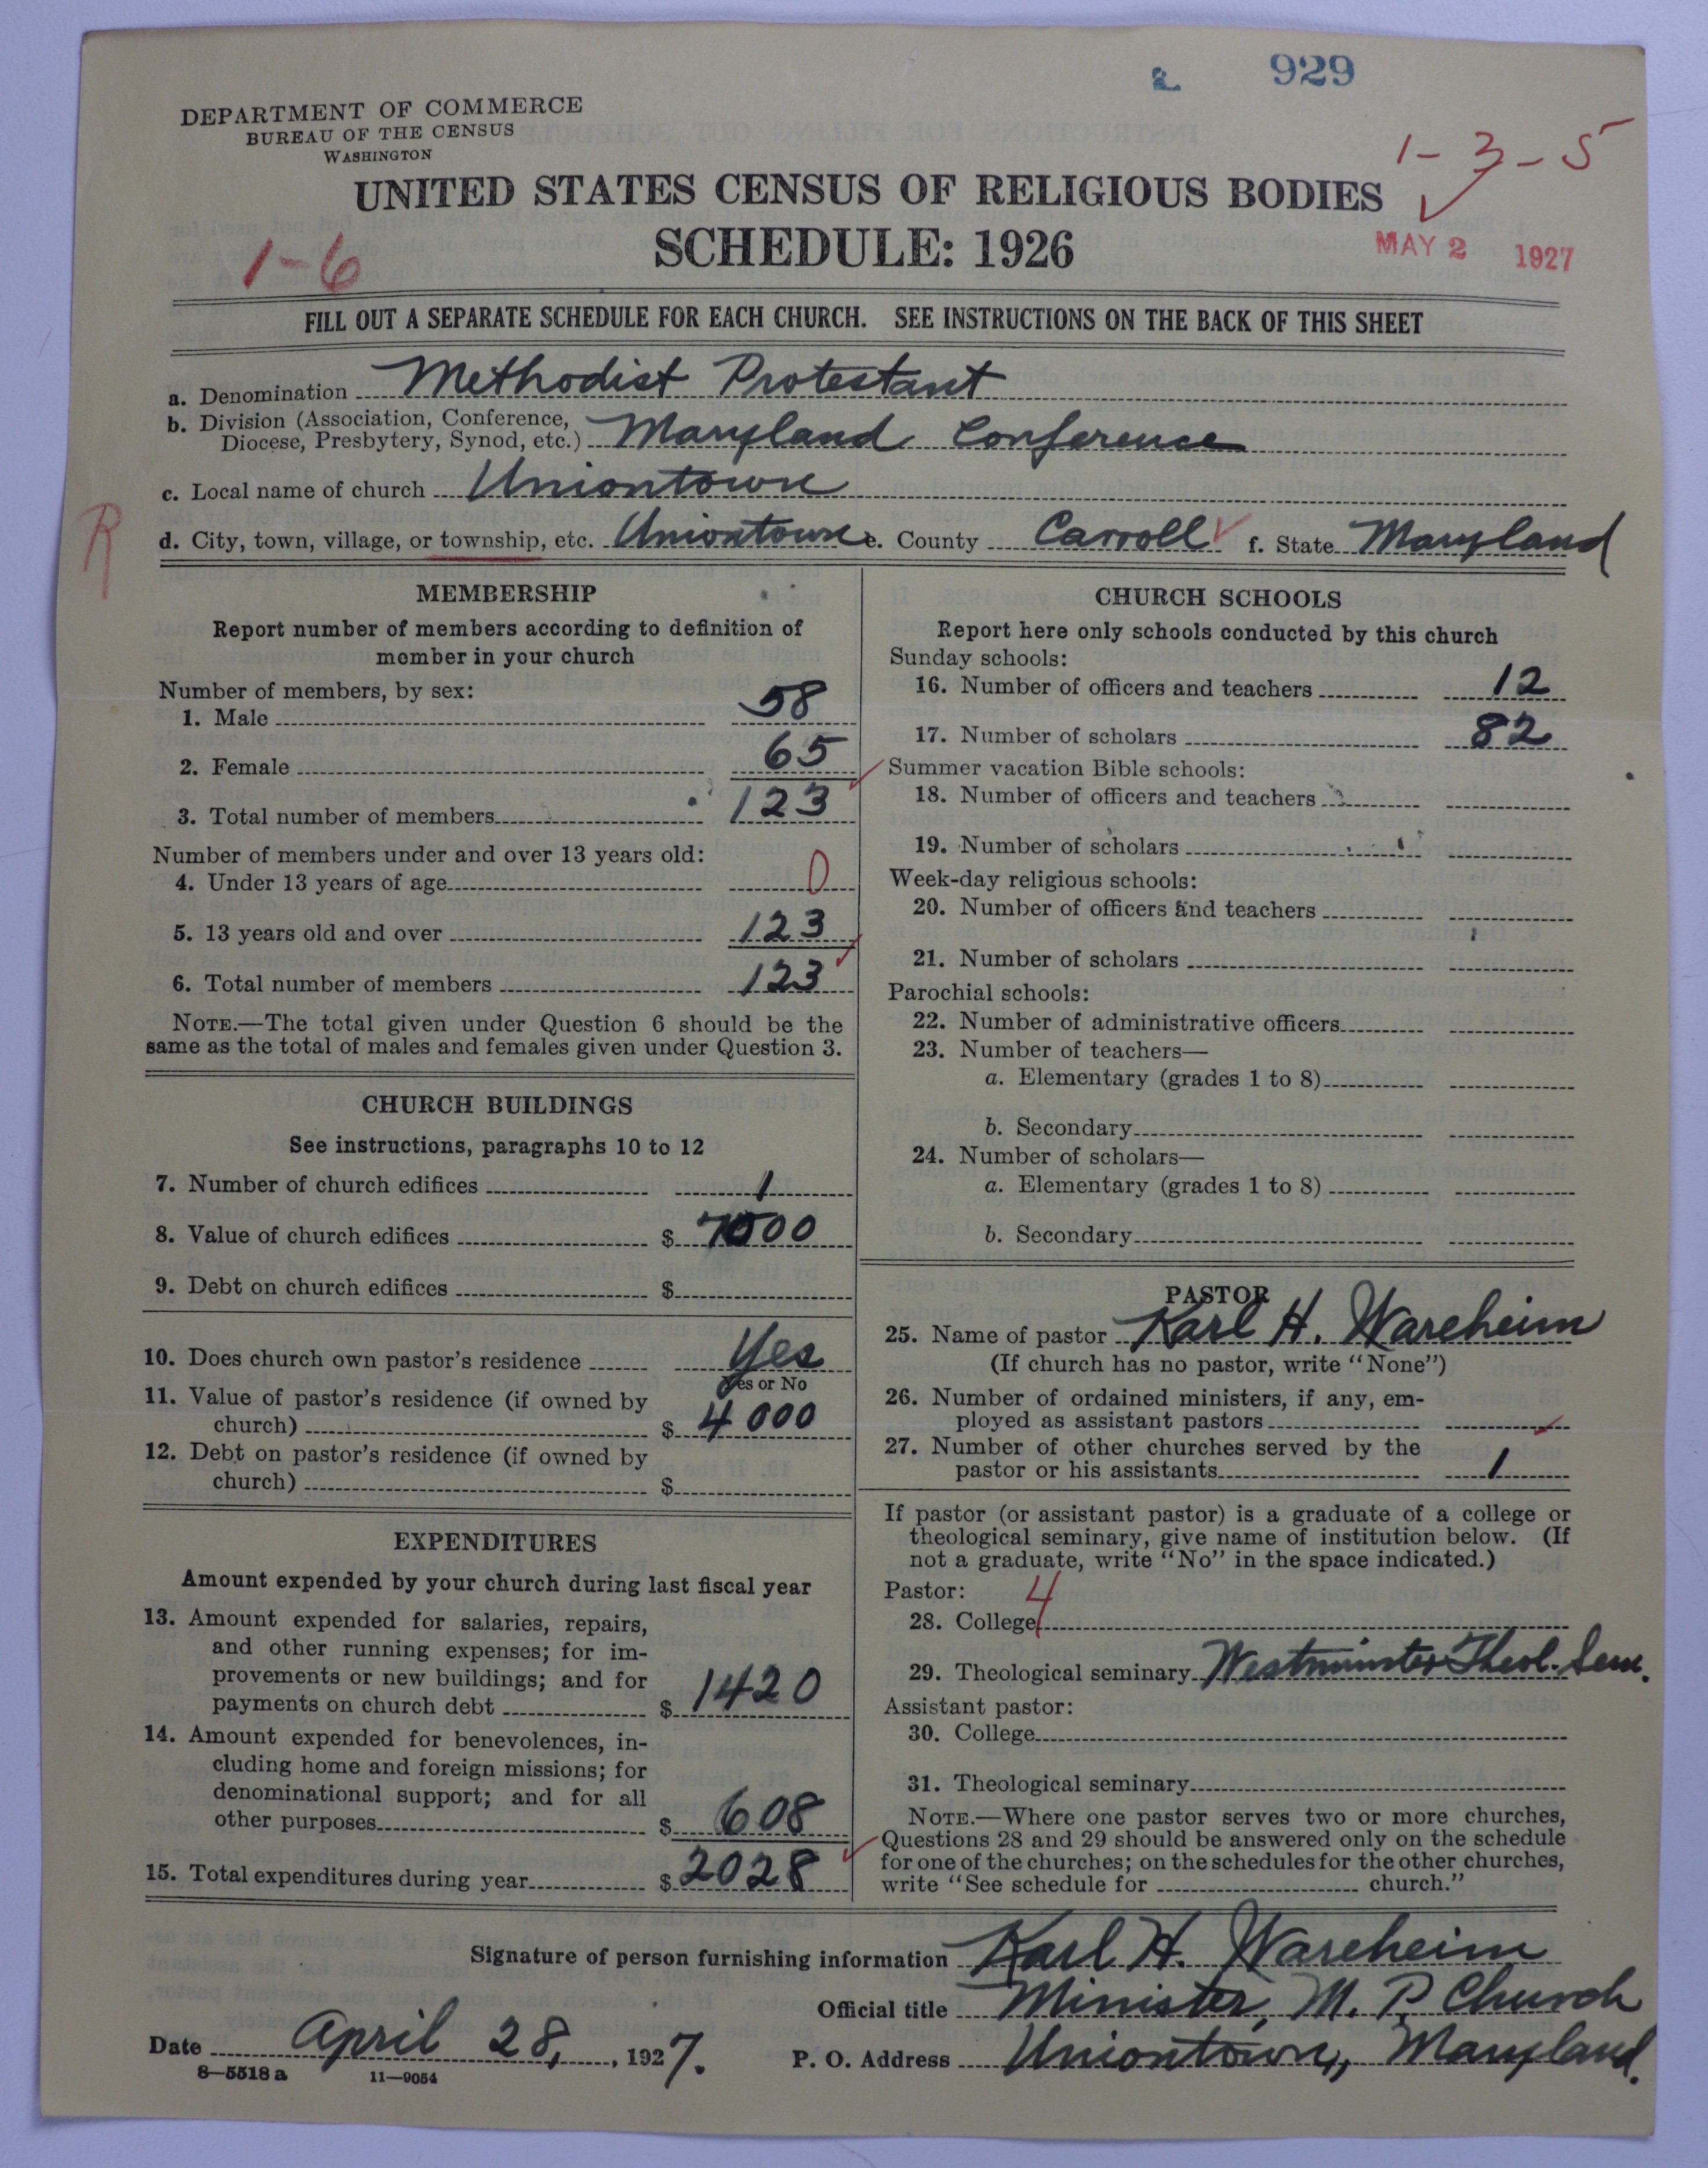 929
DEPARTMENT OF COMMERCE
BUREAU OF THE CENSUS
WASHINGTON
1-3-5
UNITED STATES CENSUS OF RELIGIOUS BODIES
SCHEDULE: 1926
1-6
MAY 2 1927
FILL OUT A SEPARATE SCHEDULE FOR EACH CHURCH. SEE INSTRUCTIONS ON THE BACK OF THIS SHEET
a. Denomination Methodist Protestant
b. Division (Association, Conference,
Diocese, Presbytery, Synod, etc.) Maryland Conference
c. Local name of church Uniontown
R
d. City, town, village, or township, etc. Uniontown e. County Carroll f. State Maryland
MEMBERSHIP
Report number of members according to definition of
member in your church
Number of members, by sex:
1. Male 58
2. Female 65
3. Total number of members 123
Number of members under and over 13 years old:
4. Under 13 years of age 0
5. 13 years old and over 123
6. Total number of members 123
NOTE.—The total given under Question 6 should be the
same as the total of males and females given under Question 3.
CHURCH BUILDINGS
See instructions, paragraphs 10 to 12
7. Number of church edifices 1
8. Value of church edifices $ 7000
9. Debt on church edifices $
10. Does church own pastor's residence Yes
Yes or No
11. Value of pastor's residence (if owned by
church) $ 4000
12. Debt on pastor's residence (if owned by
church) $
EXPENDITURES
Amount expended by your church during last fiscal year
13. Amount expended for salaries, repairs,
and other running expenses; for im-
provements or new buildings; and for
payments on church debt $ 1420
14. Amount expended for benevolences, in-
cluding home and foreign missions; for
denominational support; and for all
other purposes $ 608
15. Total expenditures during year $ 2028
CHURCH SCHOOLS
Report here only schools conducted by this church
Sunday schools:
16. Number of officers and teachers 12
17. Number of scholars 82
Summer vacation Bible schools:
18. Number of officers and teachers
19. Number of scholars
Week-day religious schools:
20. Number of officers and teachers
21. Number of scholars
Parochial schools:
22. Number of administrative officers
23. Number of teachers—
a. Elementary (grades 1 to 8)
b. Secondary
24. Number of scholars—
a. Elementary (grades 1 to 8)
b. Secondary
PASTOR
25. Name of pastor Karl H. Wareheim
(If church has no pastor, write "None")
26. Number of ordained ministers, if any, em-
ployed as assistant pastors
27. Number of other churches served by the
pastor or his assistants 1
If pastor (or assistant pastor) is a graduate of a college or
theological seminary, give name of institution below. (If
not a graduate, write "No" in the space indicated.)
Pastor:
28. College 4
29. Theological seminary Westminster Theol. Sem.
Assistant pastor:
30. College
31. Theological seminary
NOTE.—Where one pastor serves two or more churches,
Questions 28 and 29 should be answered only on the schedule
for one of the churches; on the schedules for the other churches,
write "See schedule for church."
Signature of person furnishing information Karl H. Wareheim
Official title Minister, M. P. Church
Date April 28, 1927. P. O. Address Uniontown, Maryland.
8-5518 a 11-9054